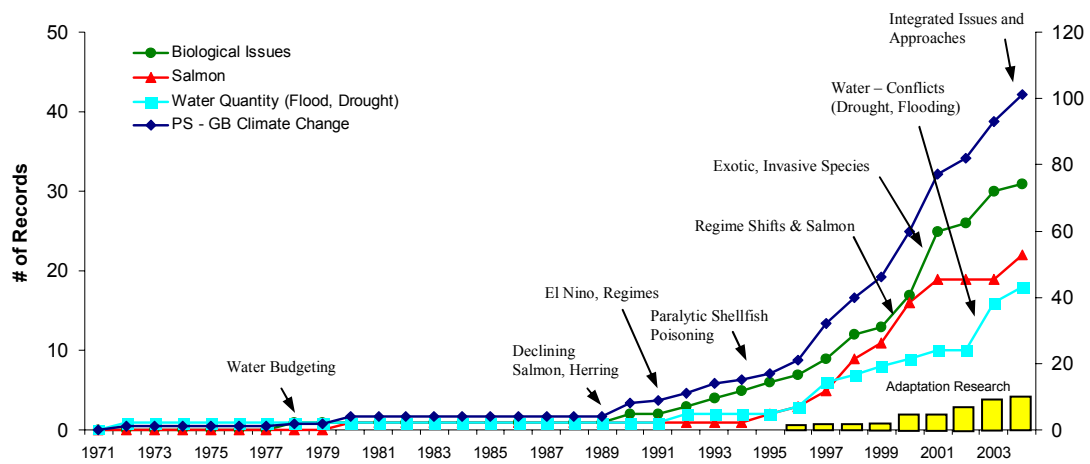 Integrated Issues and
Approaches
50
40
30
20
10
0
# of Records
120
100
80
60
40
20
0
Biological Issues
Salmon
Water Quantity (Flood, Drought)
PS - GB Climate Change
Water – Conflicts
(Drought, Flooding)
Exotic, Invasive Species
Regime Shifts & Salmon
El Nino, Regimes
Paralytic Shellfish
Poisoning
Declining
Salmon, Herring
Water Budgeting
Adaptation Research
1971 1973 1975 1977 1979 1981 1983 1985 1987 1989 1991 1992 1994 1995 1997 1999 2001 2003